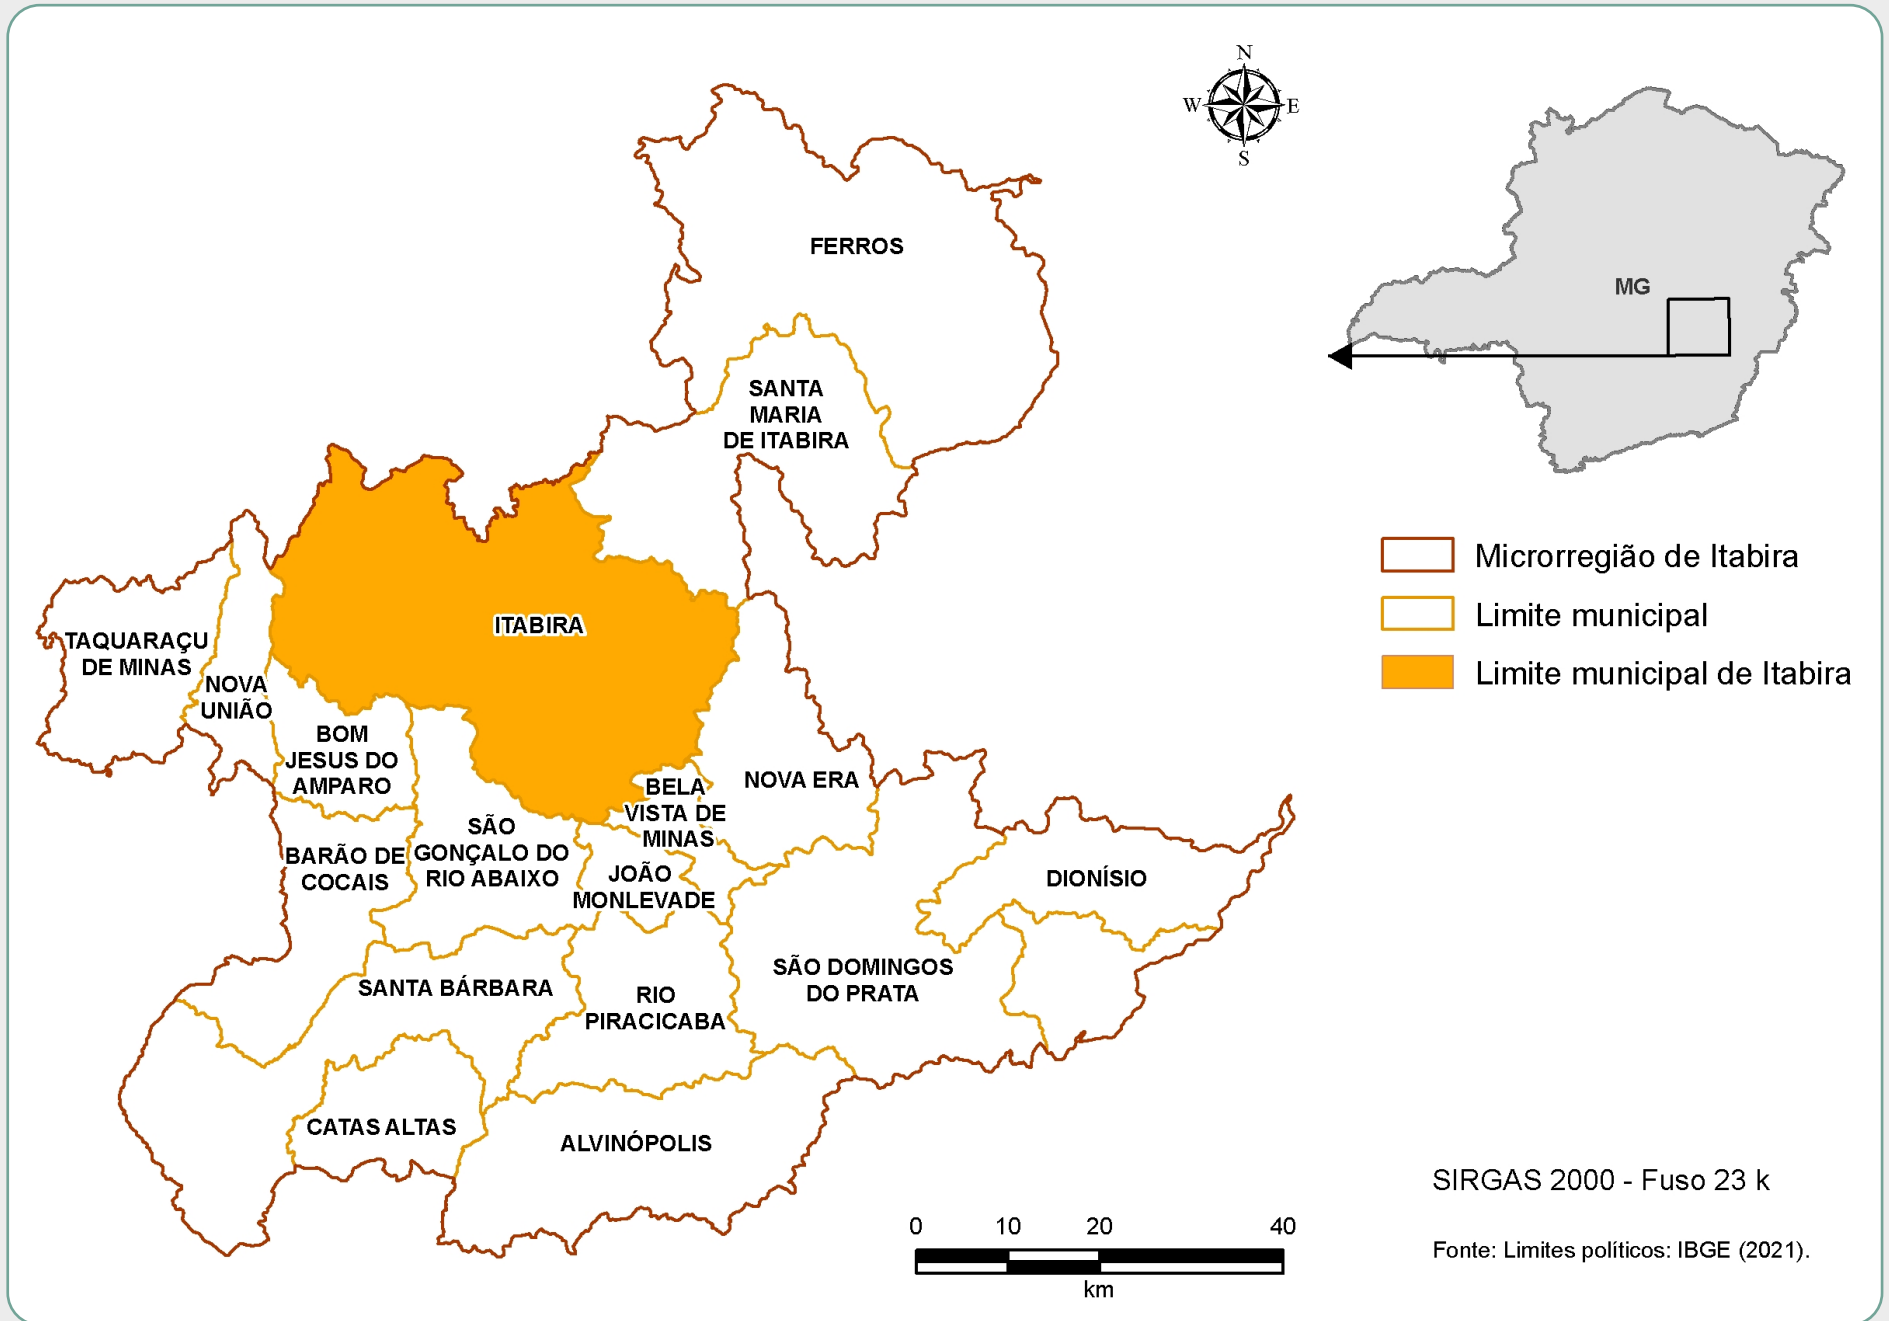 N
W
E
S
FERROS
MG
SANTA
MARIA
DE ITABIRA
Microrregião de Itabira
Limite municipal
Limite municipal de Itabira
ITABIRA
TAQUARAÇU
DE MINAS
NOVA
UNIÃO
BOM
JESUS DO
AMPARO
BELA
VISTA DE
MINAS
NOVA ERA
SÃO
GONÇALO DO
RIO ABAIXO
BARÃO DE
COCAIS
JOÃO
MONLEVADE
DIONÍSIO
SANTA BÁRBARA
RIO
PIRACICABA
SÃO DOMINGOS
DO PRATA
CATAS ALTAS
ALVINÓPOLIS
SIRGAS 2000 - Fuso 23 k
0 10 20 40
km
Fonte: Limites políticos: IBGE (2021).